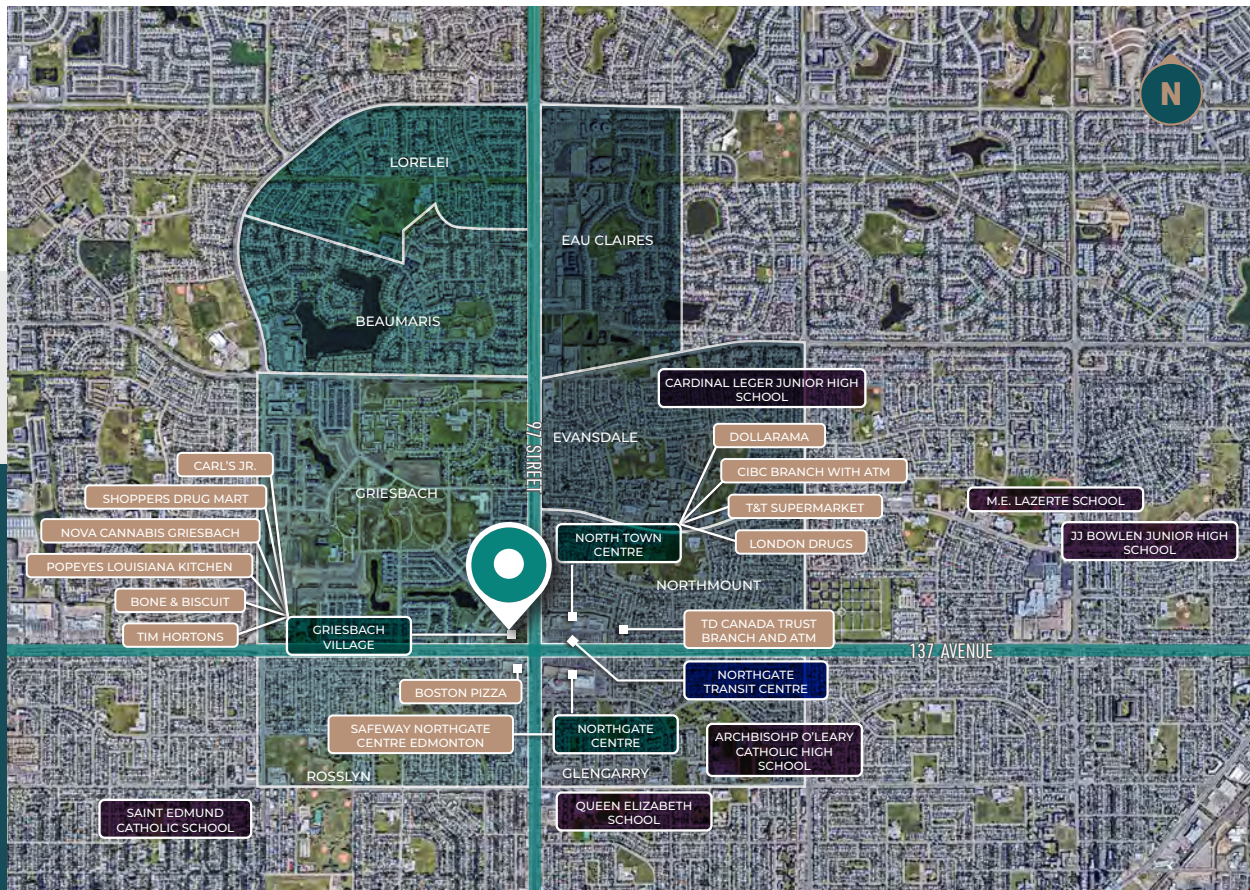 N
LORELEI
EAU CLAIRES
BEAUMARIS
CARDINAL LEGER JUNIOR HIGH
SCHOOL
97 STREET
EVANSDALE
DOLLARAMA
CARL'S JR.
CIBC BRANCH WITH ATM
GRIESBACH
SHOPPERS DRUG MART
T&T SUPERMARKET
M.E. LAZERTE SCHOOL
NOVA CANNABIS GRIESBACH
NORTH TOWN
CENTRE
LONDON DRUGS
JJ BOWLEN JUNIOR HIGH
SCHOOL
POPEYES LOUISIANA KITCHEN
NORTHMOUNT
BONE & BISCUIT
TIM HORTONS
GRIESBACH
VILLAGE
TD CANADA TRUST
BRANCH AND ATM
137 AVENUE
NORTHGATE
TRANSIT CENTRE
BOSTON PIZZA
SAFEWAY NORTHGATE
CENTRE EDMONTON
NORTHGATE
CENTRE
ARCHBISOHP O'LEARY
CATHOLIC HIGH
SCHOOL
ROSSLYN
GLENGARRY
SAINT EDMUND
CATHOLIC SCHOOL
QUEEN ELIZABETH
SCHOOL